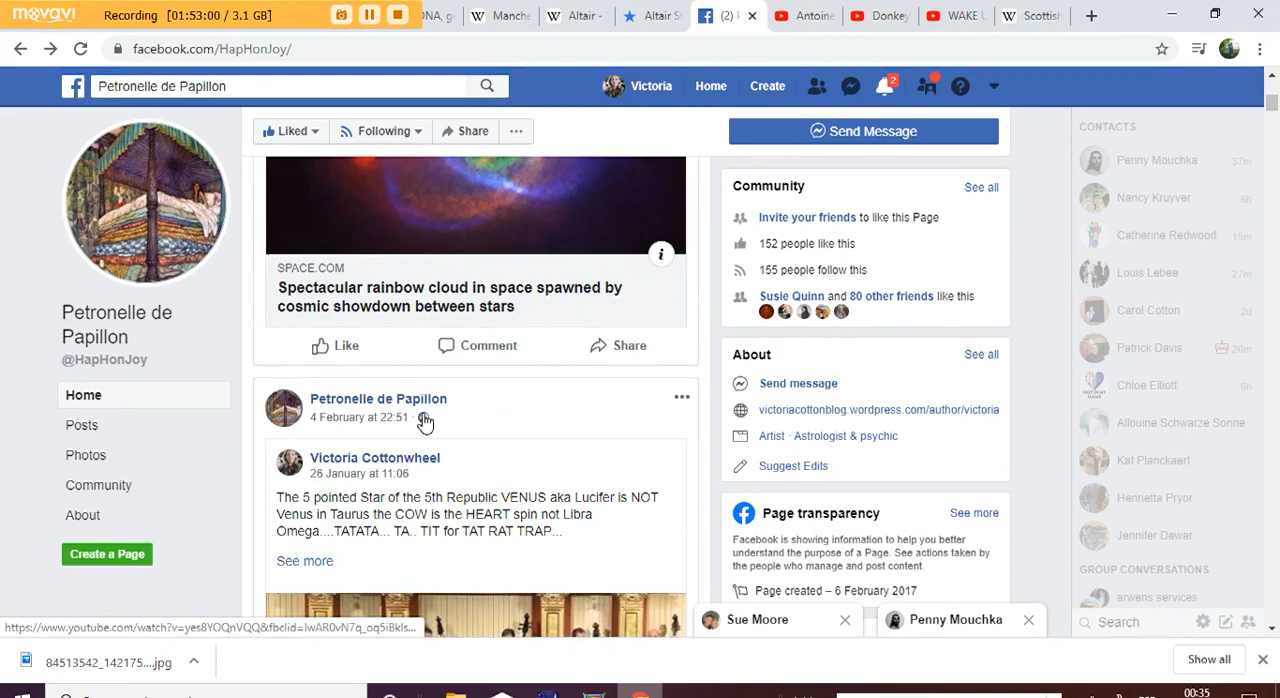 movavi Recording [01:53:00 / 3.1 GB]
DNA, g
Manche
Altair -
Altair St
(2)
Antoine
Donkey
WAKE U
Scottish
facebook.com/HapHonJoy/
Petronelle de Papillon
Victoria Home Create
2
Liked Following Share
Send Message
Petronelle de
Papillon
@HapHonJoy
Home
Posts
Photos
Community
About
Create a Page
SPACE.COM
Spectacular rainbow cloud in space spawned by
cosmic showdown between stars
Like Comment Share
Petronelle de Papillon
4 February at 22:51 ·
Victoria Cottonwheel
26 January at 11:06
The 5 pointed Star of the 5th Republic VENUS aka Lucifer is NOT
Venus in Taurus the COW is the HEART spin not Libra
Omega....TATATA... TA.. TIT for TAT RAT TRAP...
See more
Community See all
Invite your friends to like this Page
152 people like this
155 people follow this
Susie Quinn and 80 other friends like this
About See all
Send message
victoriacottonblog.wordpress.com/author/victoria
Artist · Astrologist & psychic
Suggest Edits
Page transparency See more
Facebook is showing information to help you better
understand the purpose of a Page. See actions taken by
the people who manage and post content.
Page created – 6 February 2017
CONTACTS
Penny Mouchka 37m
Nancy Kruyver 6h
Catherine Redwood 15m
Louis Lebee 27m
Carol Cotton 2d
Patrick Davis 20m
Chloe Elliott 6h
Allouine Schwarze Sonne
Kat Planckaert
Henrietta Pryor
Jennifer Dewar
GROUP CONVERSATIONS
arwens services
Search
Sue Moore
Penny Mouchka
84513542_142175....jpg
Show all
00:35